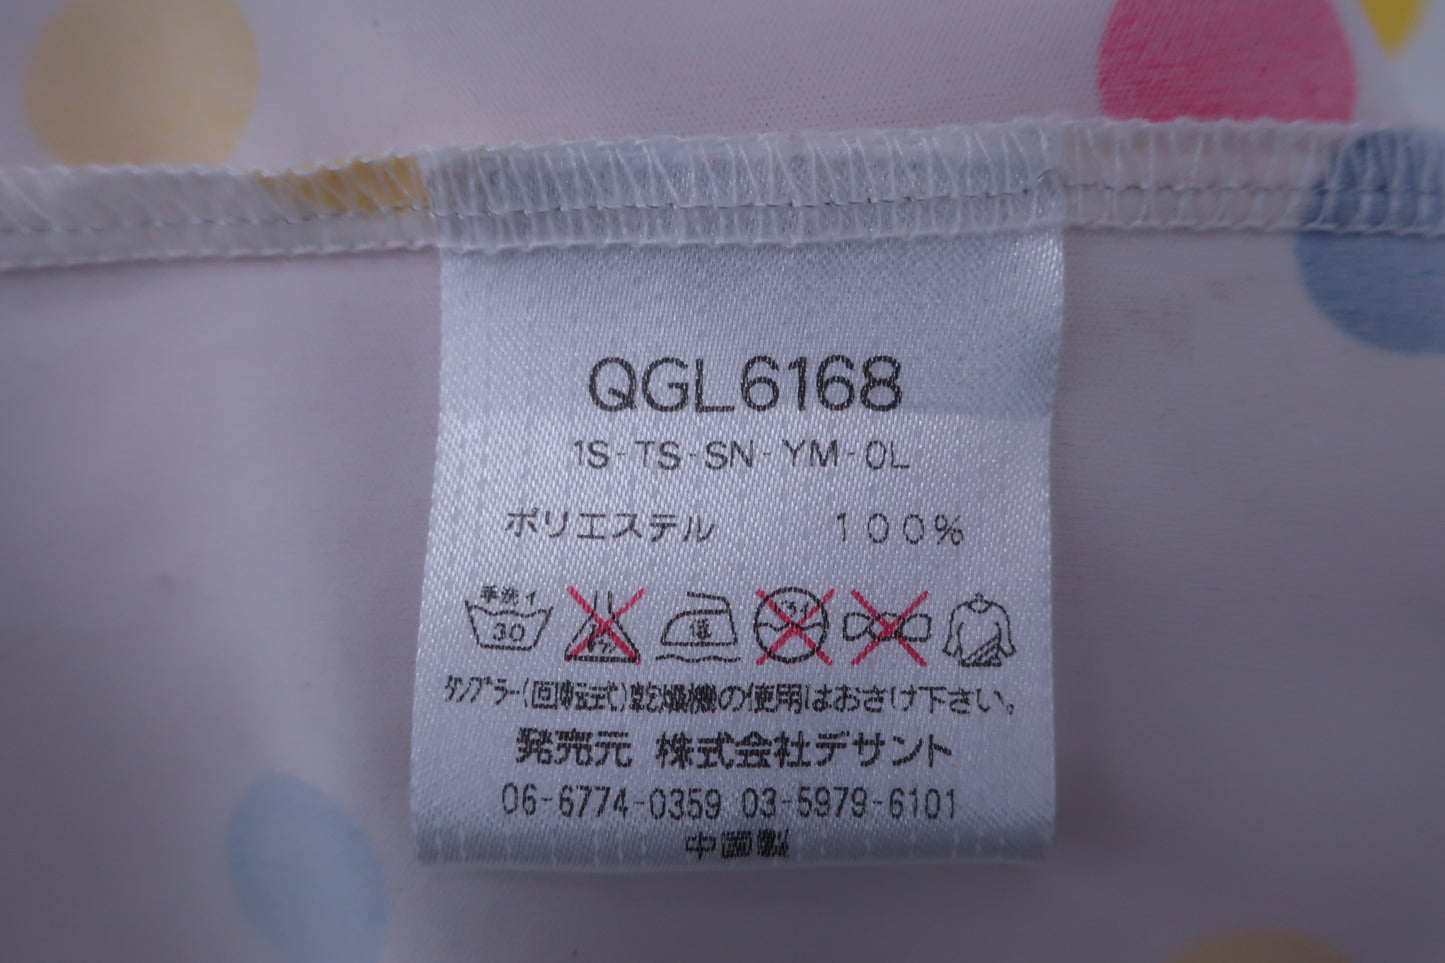 QGL6168
1S-TS-SN-YM-0L
ポリエステル 100%
手洗イ
30
タンブラー(回転式)乾燥機の使用はおさけ下さい。
発売元 株式会社デサント
06-6774-0359 03-5979-6101
中国製